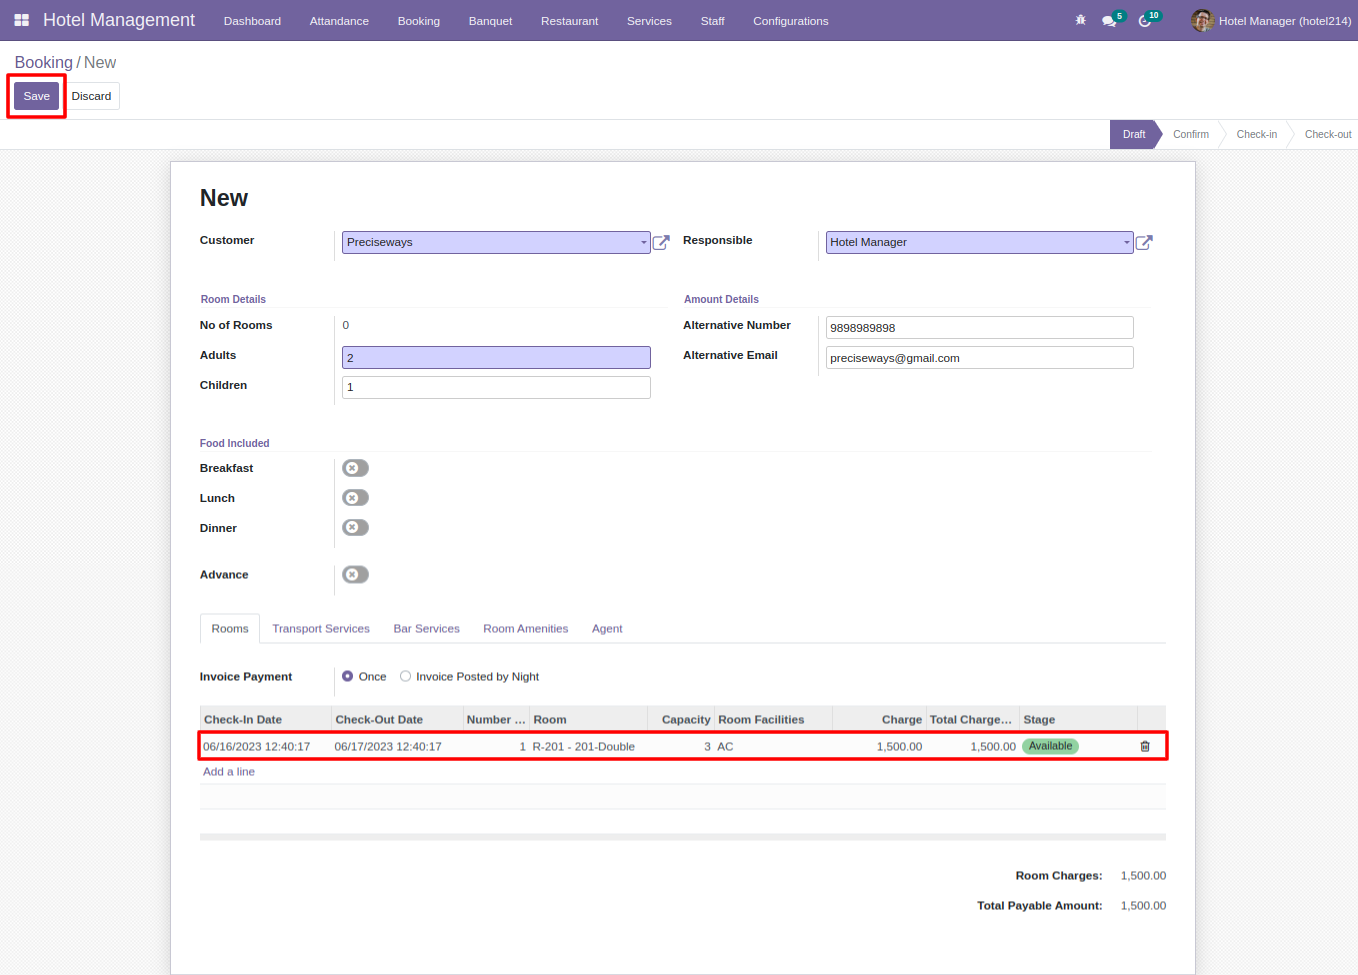 Hotel Management Dashboard Attandance Booking Banquet Restaurant Services Staff Configurations 5 10 Hotel Manager (hotel214)
Booking / New
Save Discard
Draft Confirm Check-in Check-out
New
Customer Preciseways Responsible Hotel Manager
Room Details Amount Details
No of Rooms 0 Alternative Number 9898989898
Adults 2 Alternative Email preciseways@gmail.com
Children 1
Food Included
Breakfast
Lunch
Dinner
Advance
Rooms Transport Services Bar Services Room Amenities Agent
Invoice Payment Once Invoice Posted by Night
Check-In Date Check-Out Date Number ... Room Capacity Room Facilities Charge Total Charge... Stage
06/16/2023 12:40:17 06/17/2023 12:40:17 1 R-201 - 201-Double 3 AC 1,500.00 1,500.00 Available
Add a line
Room Charges: 1,500.00
Total Payable Amount: 1,500.00